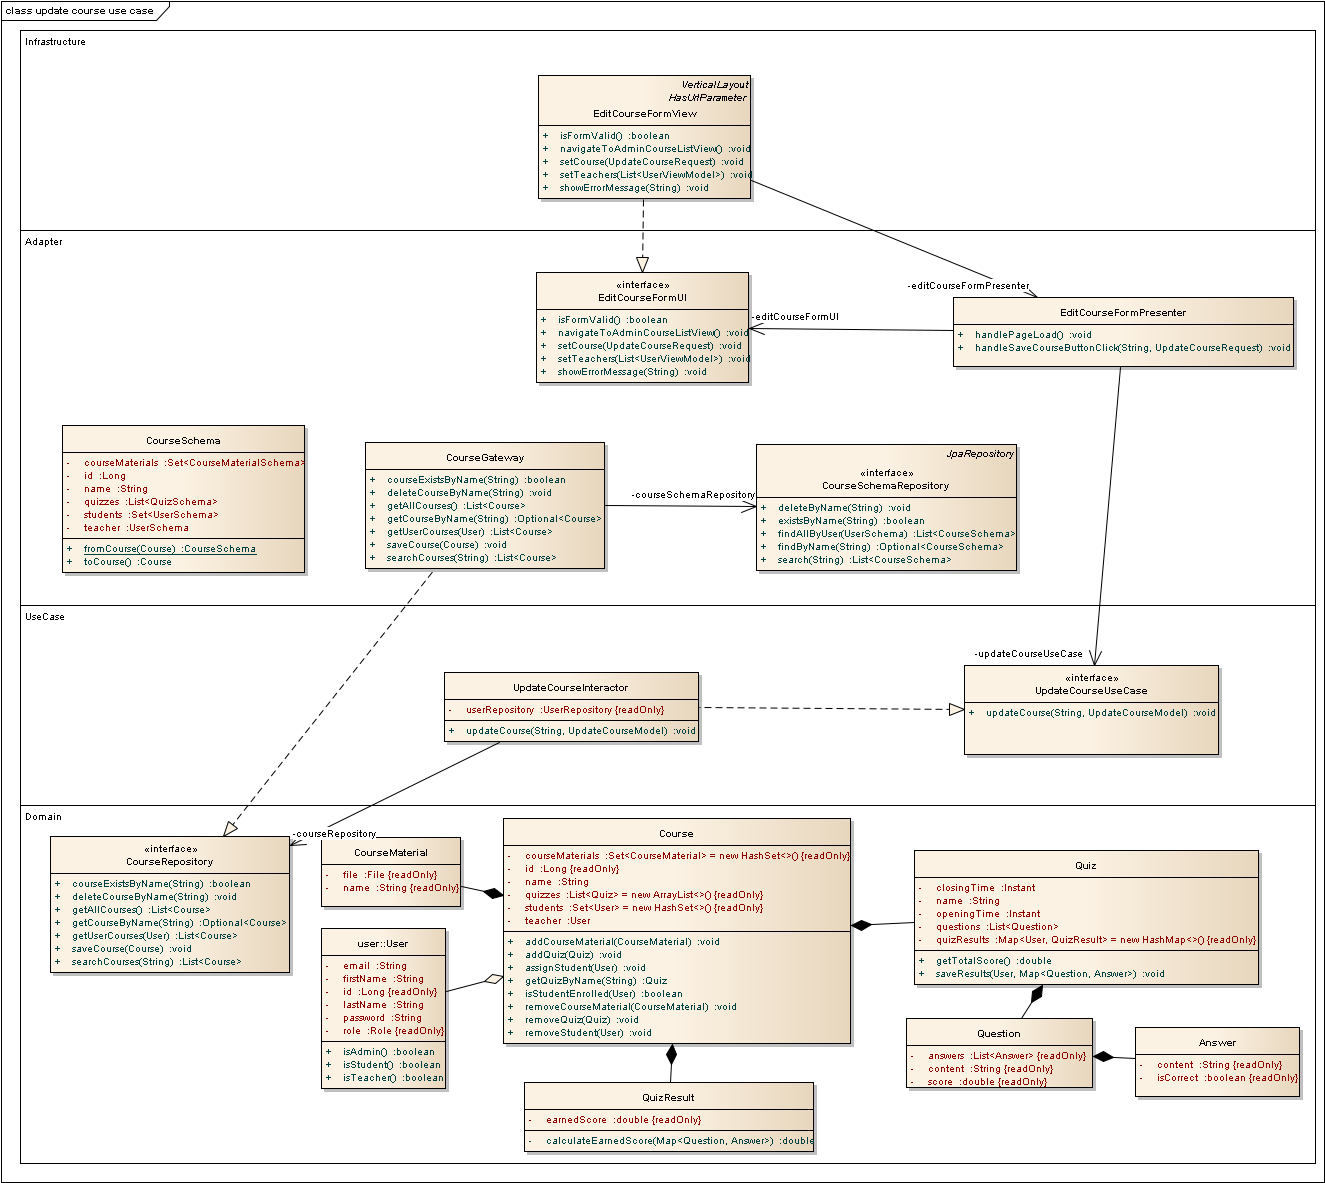 class update course use case
Infrastructure
VerticalLayout
HasUrlParameter
EditCourseFormView
+ isFormValid() :boolean
+ navigateToAdminCourseListView() :void
+ setCourse(UpdateCourseRequest) :void
+ setTeachers(List<UserViewModel>) :void
+ showErrorMessage(String) :void
Adapter
«interface»
EditCourseFormUI
+ isFormValid() :boolean
+ navigateToAdminCourseListView() :void
+ setCourse(UpdateCourseRequest) :void
+ setTeachers(List<UserViewModel>) :void
+ showErrorMessage(String) :void
-editCourseFormPresenter
-editCourseFormUI
EditCourseFormPresenter
+ handlePageLoad() :void
+ handleSaveCourseButtonClick(String, UpdateCourseRequest) :void
CourseSchema
- courseMaterials :Set<CourseMaterialSchema>
- id :Long
- name :String
- quizzes :List<QuizSchema>
- students :Set<UserSchema>
- teacher :UserSchema
+ fromCourse(Course) :CourseSchema
+ toCourse() :Course
CourseGateway
+ courseExistsByName(String) :boolean
+ deleteCourseByName(String) :void
+ getAllCourses() :List<Course>
+ getCourseByName(String) :Optional<Course>
+ getUserCourses(User) :List<Course>
+ saveCourse(Course) :void
+ searchCourses(String) :List<Course>
-courseSchemaRepository
JpaRepository
«interface»
CourseSchemaRepository
+ deleteByName(String) :void
+ existsByName(String) :boolean
+ findAllByUser(UserSchema) :List<CourseSchema>
+ findByName(String) :Optional<CourseSchema>
+ search(String) :List<CourseSchema>
UseCase
UpdateCourseInteractor
- userRepository :UserRepository {readOnly}
+ updateCourse(String, UpdateCourseModel) :void
-updateCourseUseCase
«interface»
UpdateCourseUseCase
+ updateCourse(String, UpdateCourseModel) :void
Domain
-courseRepository
«interface»
CourseRepository
+ courseExistsByName(String) :boolean
+ deleteCourseByName(String) :void
+ getAllCourses() :List<Course>
+ getCourseByName(String) :Optional<Course>
+ getUserCourses(User) :List<Course>
+ saveCourse(Course) :void
+ searchCourses(String) :List<Course>
CourseMaterial
- file :File {readOnly}
- name :String {readOnly}
user::User
- email :String
- firstName :String
- id :Long {readOnly}
- lastName :String
- password :String
- role :Role {readOnly}
+ isAdmin() :boolean
+ isStudent() :boolean
+ isTeacher() :boolean
Course
- courseMaterials :Set<CourseMaterial> = new HashSet<>() {readOnly}
- id :Long {readOnly}
- name :String
- quizzes :List<Quiz> = new ArrayList<>() {readOnly}
- students :Set<User> = new HashSet<>() {readOnly}
- teacher :User
+ addCourseMaterial(CourseMaterial) :void
+ addQuiz(Quiz) :void
+ assignStudent(User) :void
+ getQuizByName(String) :Quiz
+ isStudentEnrolled(User) :boolean
+ removeCourseMaterial(CourseMaterial) :void
+ removeQuiz(Quiz) :void
+ removeStudent(User) :void
QuizResult
- earnedScore :double {readOnly}
- calculateEarnedScore(Map<Question, Answer>) :double
Quiz
- closingTime :Instant
- name :String
- openingTime :Instant
- questions :List<Question>
- quizResults :Map<User, QuizResult> = new HashMap<>() {readOnly}
+ getTotalScore() :double
+ saveResults(User, Map<Question, Answer>) :void
Question
- answers :List<Answer> {readOnly}
- content :String {readOnly}
- score :double {readOnly}
Answer
- content :String {readOnly}
- isCorrect :boolean {readOnly}